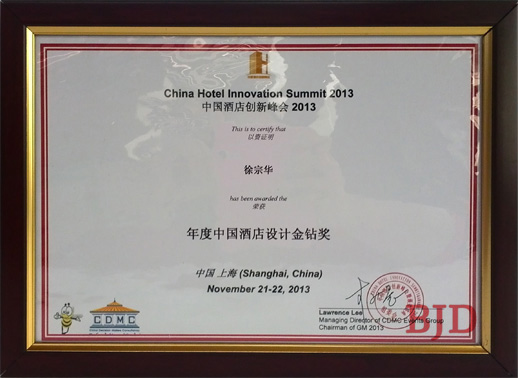 China Hotel Innovation Summit 2013
中国酒店创新峰会 2013
This is to certify that
以资证明
徐宗华
has been awarded the
荣获
年度中国酒店设计金钻奖
中国 上海 (Shanghai, China)
November 21-22, 2013
CDMC
Lawrence Lee
Managing Director of CDMC Events Group
Chairman of GM 2013
BJD